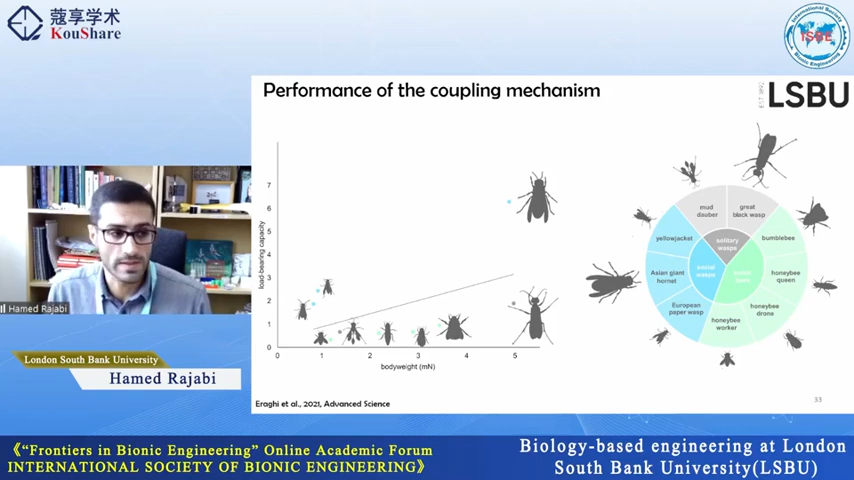 蔻享学术
KouShare
ISBE
Performance of the coupling mechanism
EST 1892
LSBU
load-bearing capacity
7
6
5
4
3
2
1
0
0
1
2
3
4
5
bodyweight (mN)
mud dauber
great black wasp
yellowjacket
solitary wasps
bumblebee
Asian giant hornet
social wasps
honeybee queen
European paper wasp
honeybee drone
honeybee worker
Eraghi et al., 2021, Advanced Science
33
Hamed Rajabi
London South Bank University
Hamed Rajabi
《“Frontiers in Bionic Engineering” Online Academic Forum
INTERNATIONAL SOCIETY OF BIONIC ENGINEERING》
Biology-based engineering at London
South Bank University(LSBU)